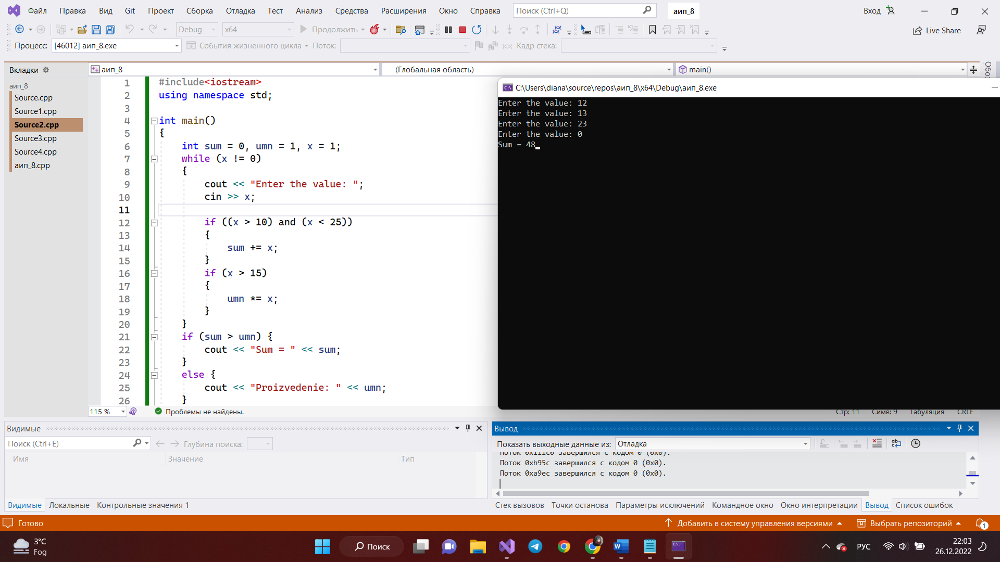 Файл Правка Вид Git Проект Сборка Отладка Тест Анализ Средства Расширения Окно Справка Поиск (Ctrl+Q) аип_8 Вход
Debug x64 Продолжить Live Share
Процесс: [46012] аип_8.exe События жизненного цикла Поток: Кадр стека:
Вкладки
аип_8
Source.cpp
Source1.cpp
Source2.cpp
Source3.cpp
Source4.cpp
аип_8.cpp
аип_8 (Глобальная область) main()
1 #include<iostream>
2 using namespace std;
3
4 int main()
5 {
6 int sum = 0, umn = 1, x = 1;
7 while (x != 0)
8 {
9 cout << "Enter the value: ";
10 cin >> x;
11
12 if ((x > 10) and (x < 25))
13 {
14 sum += x;
15 }
16 if (x > 15)
17 {
18 umn *= x;
19 }
20 }
21 if (sum > umn) {
22 cout << "Sum = " << sum;
23 }
24 else {
25 cout << "Proizvedenie: " << umn;
26 }
C:\Users\diana\source\repos\аип_8\x64\Debug\аип_8.exe
Enter the value: 12
Enter the value: 13
Enter the value: 23
Enter the value: 0
Sum = 48
115 % Проблемы не найдены. Стр: 11 Симв: 9 Табуляция CRLF
Видимые
Поиск (Ctrl+E) Глубина поиска:
Имя Значение Тип
Видимые Локальные Контрольные значения 1
Вывод
Показать выходные данные из: Отладка
завершился с кодом 0 (0x0).
Поток 0xb95c завершился с кодом 0 (0x0).
Поток 0xa9ec завершился с кодом 0 (0x0).
Стек вызовов Точки останова Параметры исключений Командное окно Окно интерпретации Вывод Список ошибок
Готово Добавить в систему управления версиями Выбрать репозиторий 1
3°C
Fog
Поиск
РУС
22:03
26.12.2022